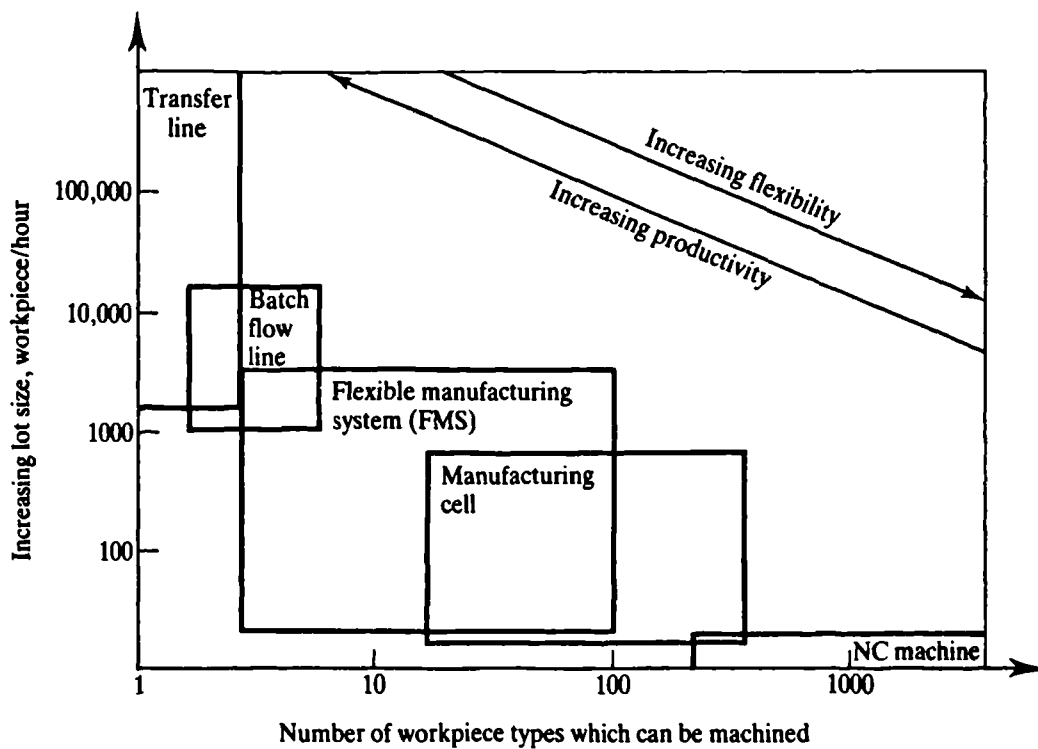 Increasing lot size, workpiece/hour
100,000
10,000
1000
100
Transfer
line
Batch
flow
line
Flexible manufacturing
system (FMS)
Manufacturing
cell
NC machine
Increasing flexibility
Increasing productivity
1
10
100
1000
Number of workpiece types which can be machined